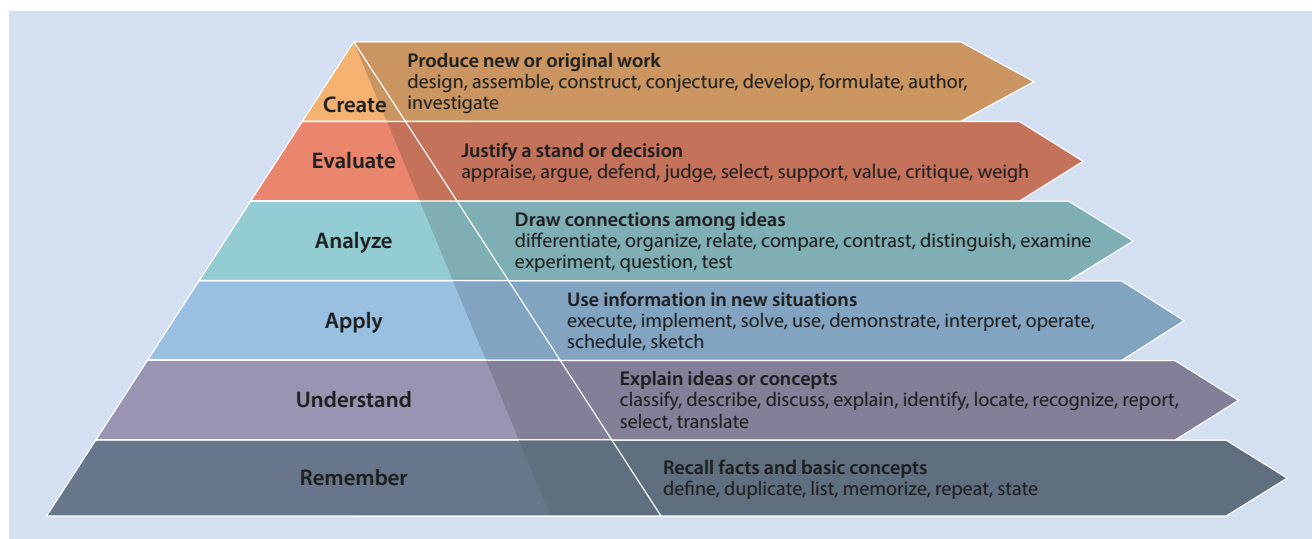 Produce new or original work
design, assemble, construct, conjecture, develop, formulate, author,
investigate
Create
Justify a stand or decision
Evaluate
appraise, argue, defend, judge, select, support, value, critique, weigh
Draw connections among ideas
Analyze
differentiate, organize, relate, compare, contrast, distinguish, examine
experiment, question, test
Use information in new situations
Apply
execute, implement, solve, use, demonstrate, interpret, operate,
schedule, sketch
Explain ideas or concepts
Understand
classify, describe, discuss, explain, identify, locate, recognize, report,
select, translate
Recall facts and basic concepts
Remember
define, duplicate, list, memorize, repeat, state